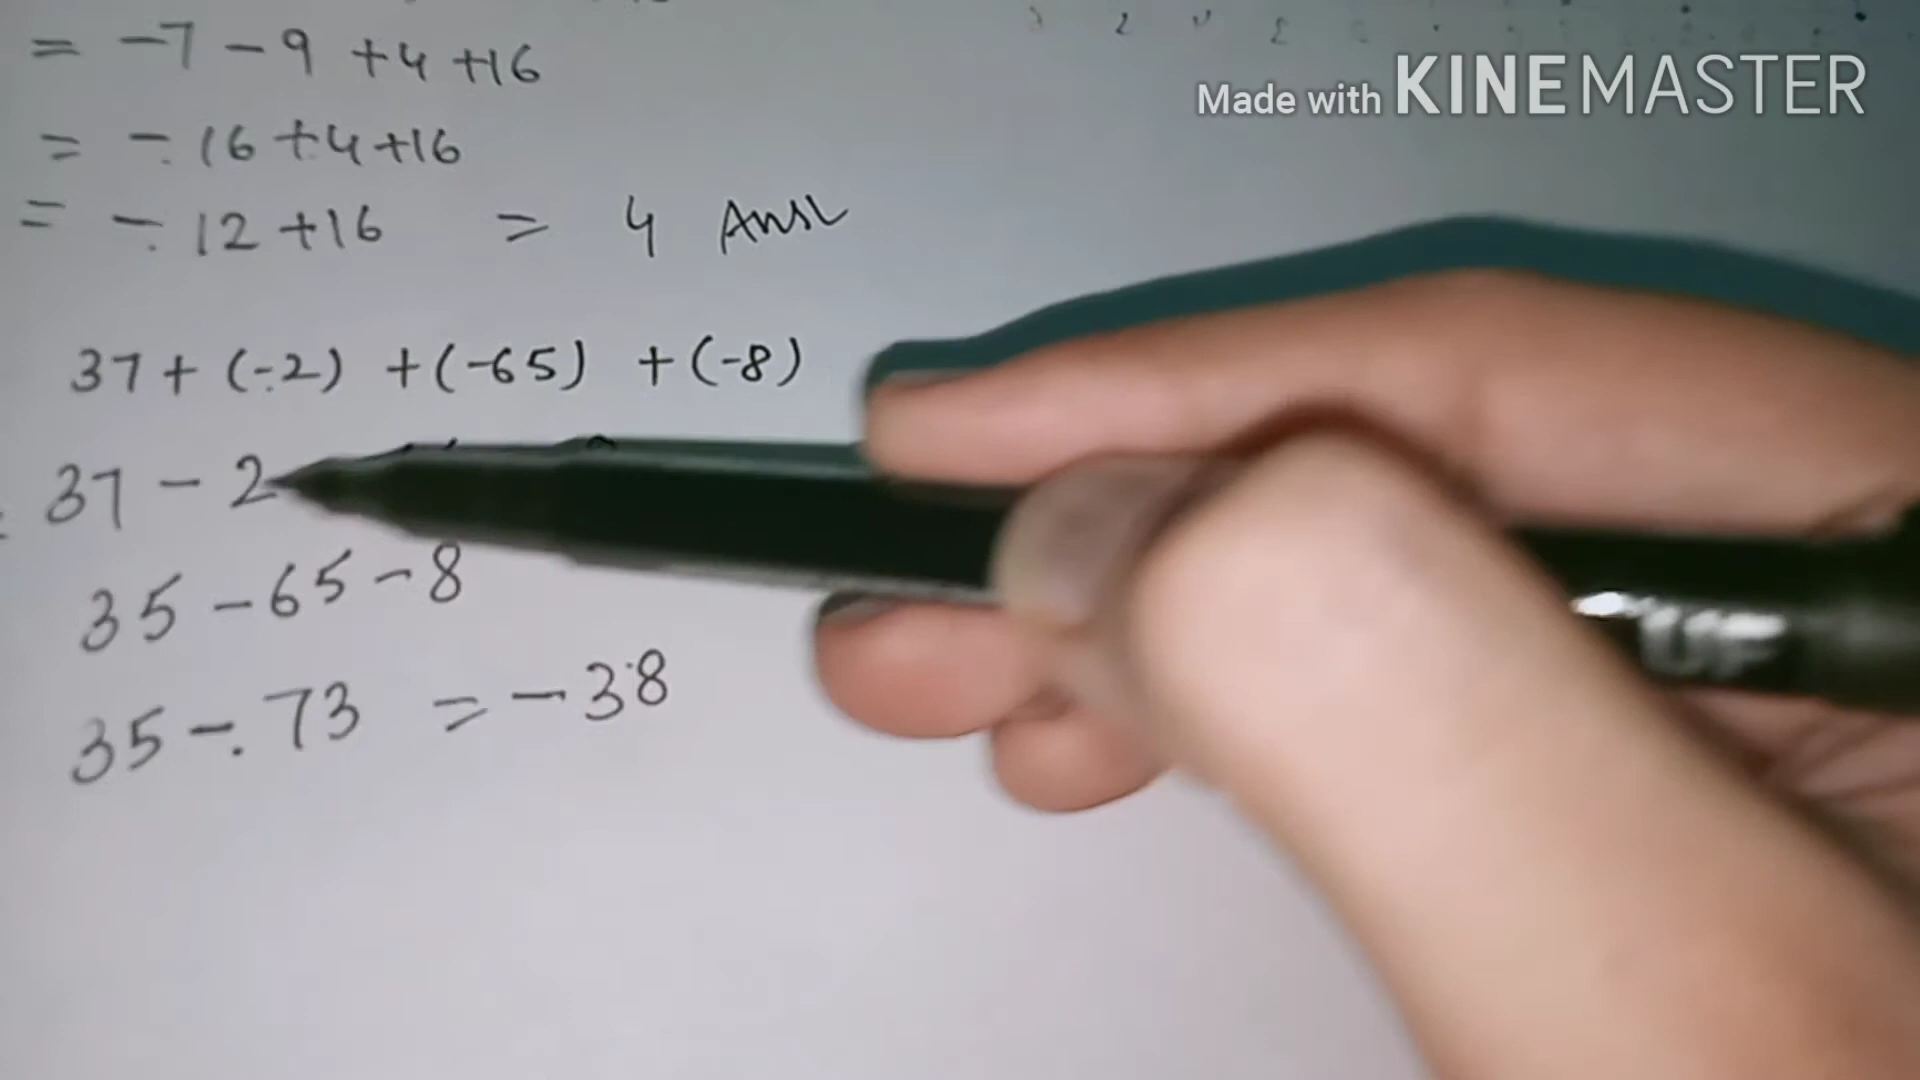 = -7 - 9 +4 +16
Made with KINEMASTER
= - 16 +4 +16
= - 12 +16 = 4 Ans
37 + (-2) + (-65) + (-8)
37 - 2
35 - 65 - 8
35 - 73 = - 38